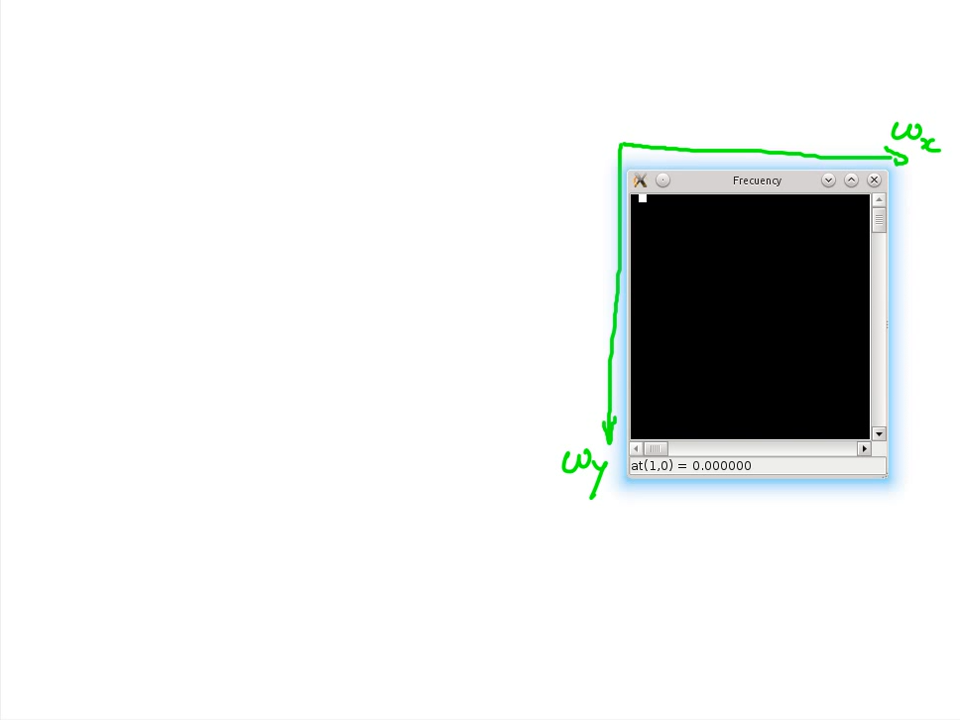 ωx
Frecuency
at(1,0) = 0.000000
ωy